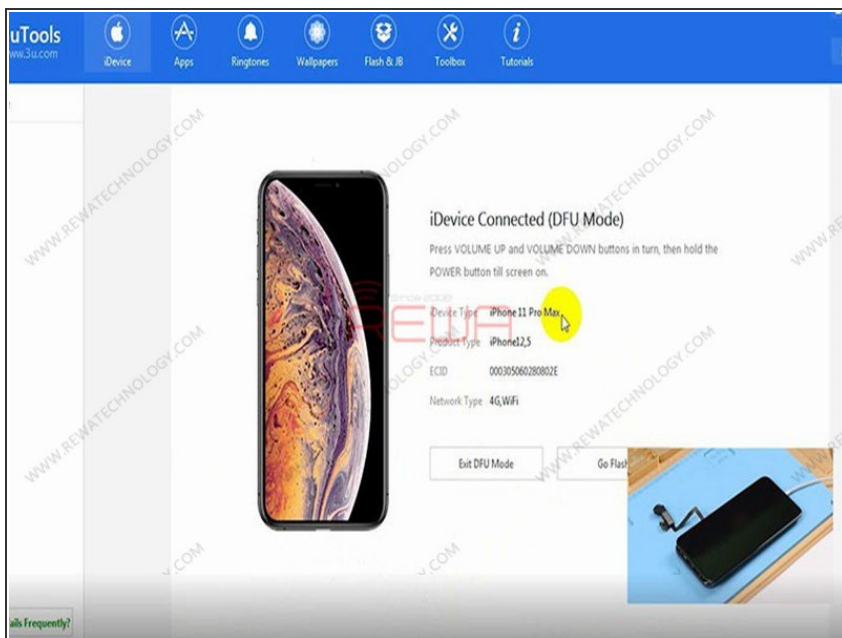 uTools
ww.3u.com
iDevice
Apps
Ringtones
Wallpapers
Flash & JB
Toolbox
Tutorials
WWW.REWATECHNOLOGY.COM
iDevice Connected (DFU Mode)
Press VOLUME UP and VOLUME DOWN buttons in turn, then hold the
POWER button till screen on.
Since 2008
REWA
iDevice Type iPhone 11 Pro Max
Product Type iPhone12,5
ECID 000305060280802E
Network Type 4G,WiFi
Exit DFU Mode
Go Flash
ails Frequently?